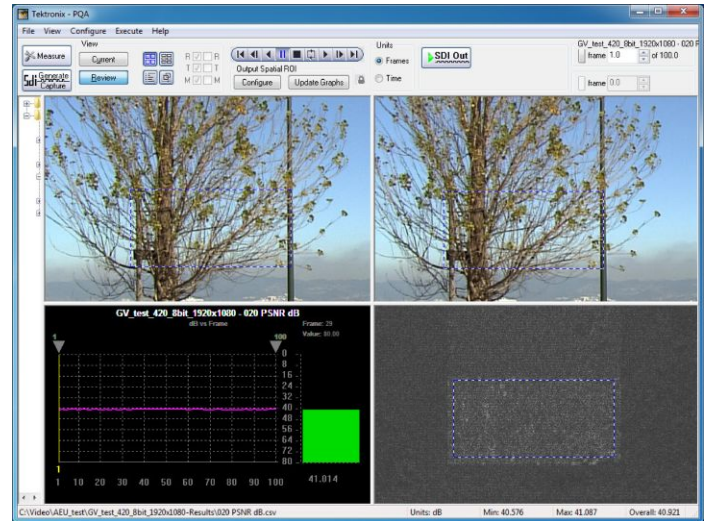 Tektronix - PQA
File View Configure Execute Help
Measure
View
Current
R R
T T
M M
Output Spatial ROI
Configure Update Graphs
Units
Frames
Time
SDI Out
GV_test_420_8bit_1920x1080 - 020 P
frame 1.0 of 100.0
frame 0.0
Generate
Capture
Review
GV_test_420_8bit_1920x1080 - 020 PSNR dB
dB vs Frame
Frame: 29
Value: 80.00
1 100
0
8
16
24
32
40
48
56
64
72
80
1
1 10 20 30 40 50 60 70 80 90 100
41.014
C:\Video\AEU_test\GV_test_420_8bit_1920x1080-Results\020 PSNR dB.csv Units: dB Min: 40.576 Max: 41.087 Overall: 40.921